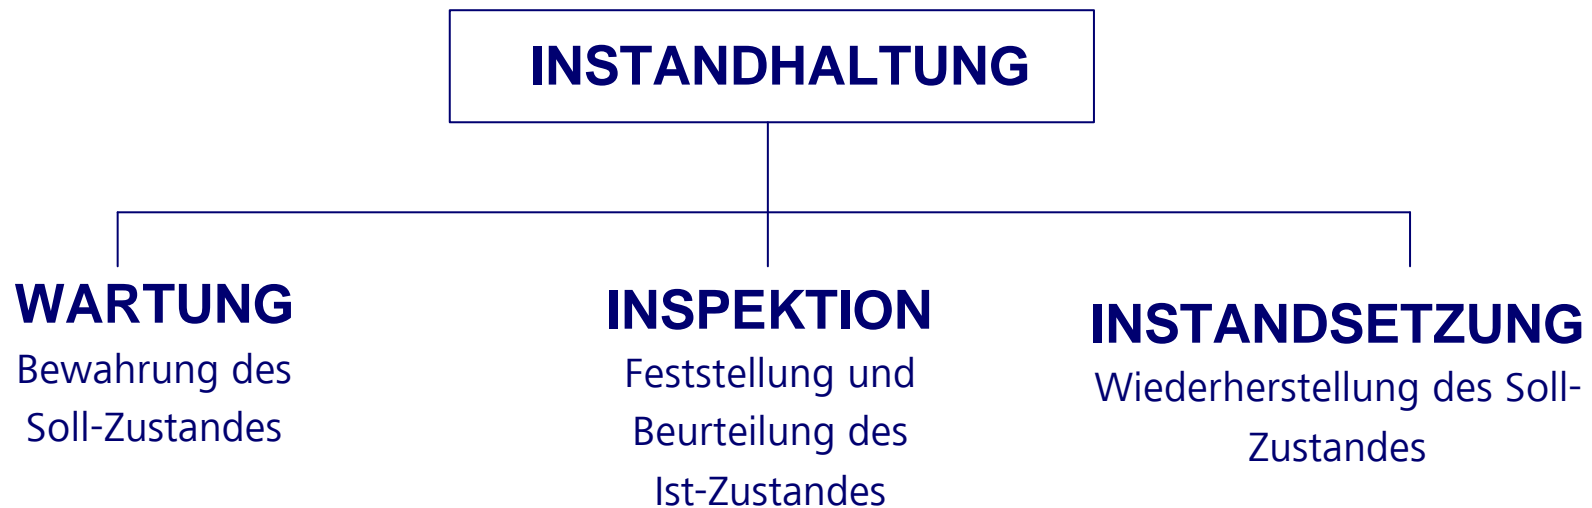 INSTANDHALTUNG
WARTUNG
Bewahrung des
Soll-Zustandes
INSPEKTION
Feststellung und
Beurteilung des
Ist-Zustandes
INSTANDSETZUNG
Wiederherstellung des Soll-
Zustandes